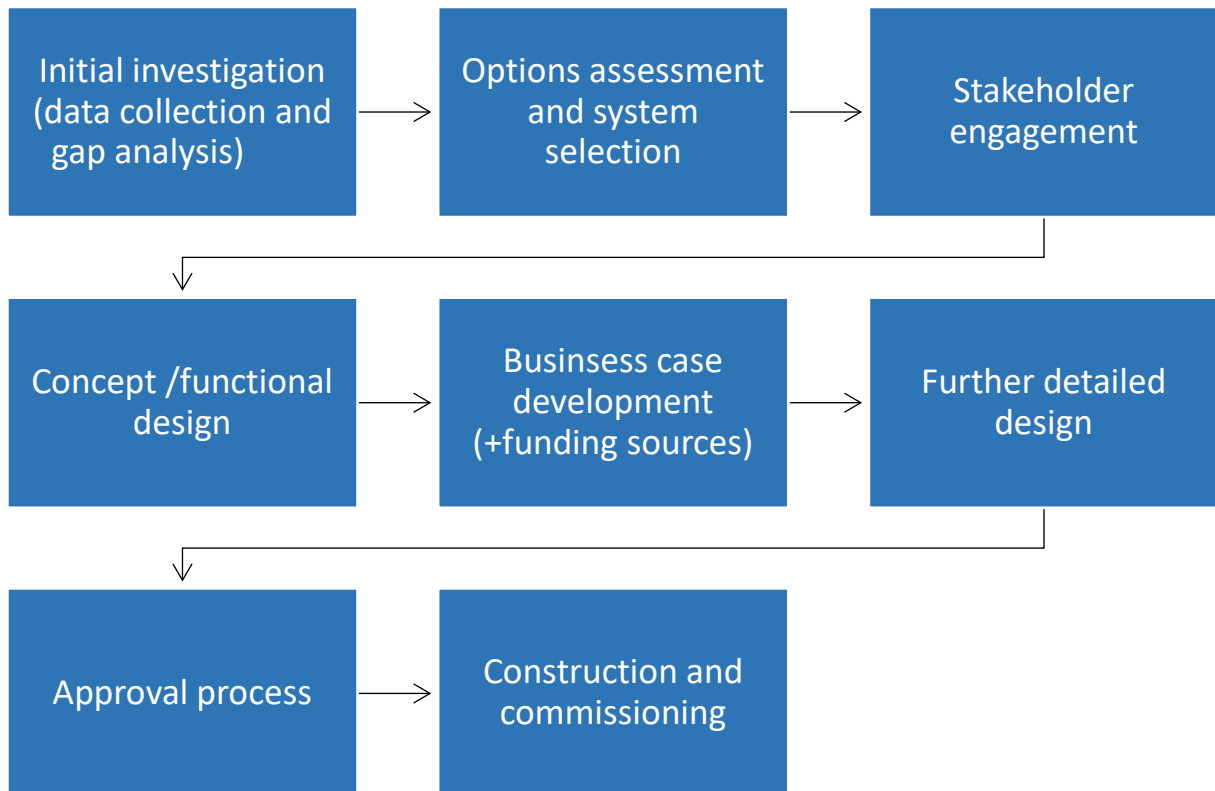 Initial investigation
(data collection and
gap analysis)
Options assessment
and system
selection
Stakeholder
engagement
Concept /functional
design
Businsess case
development
(+funding sources)
Further detailed
design
Approval process
Construction and
commissioning